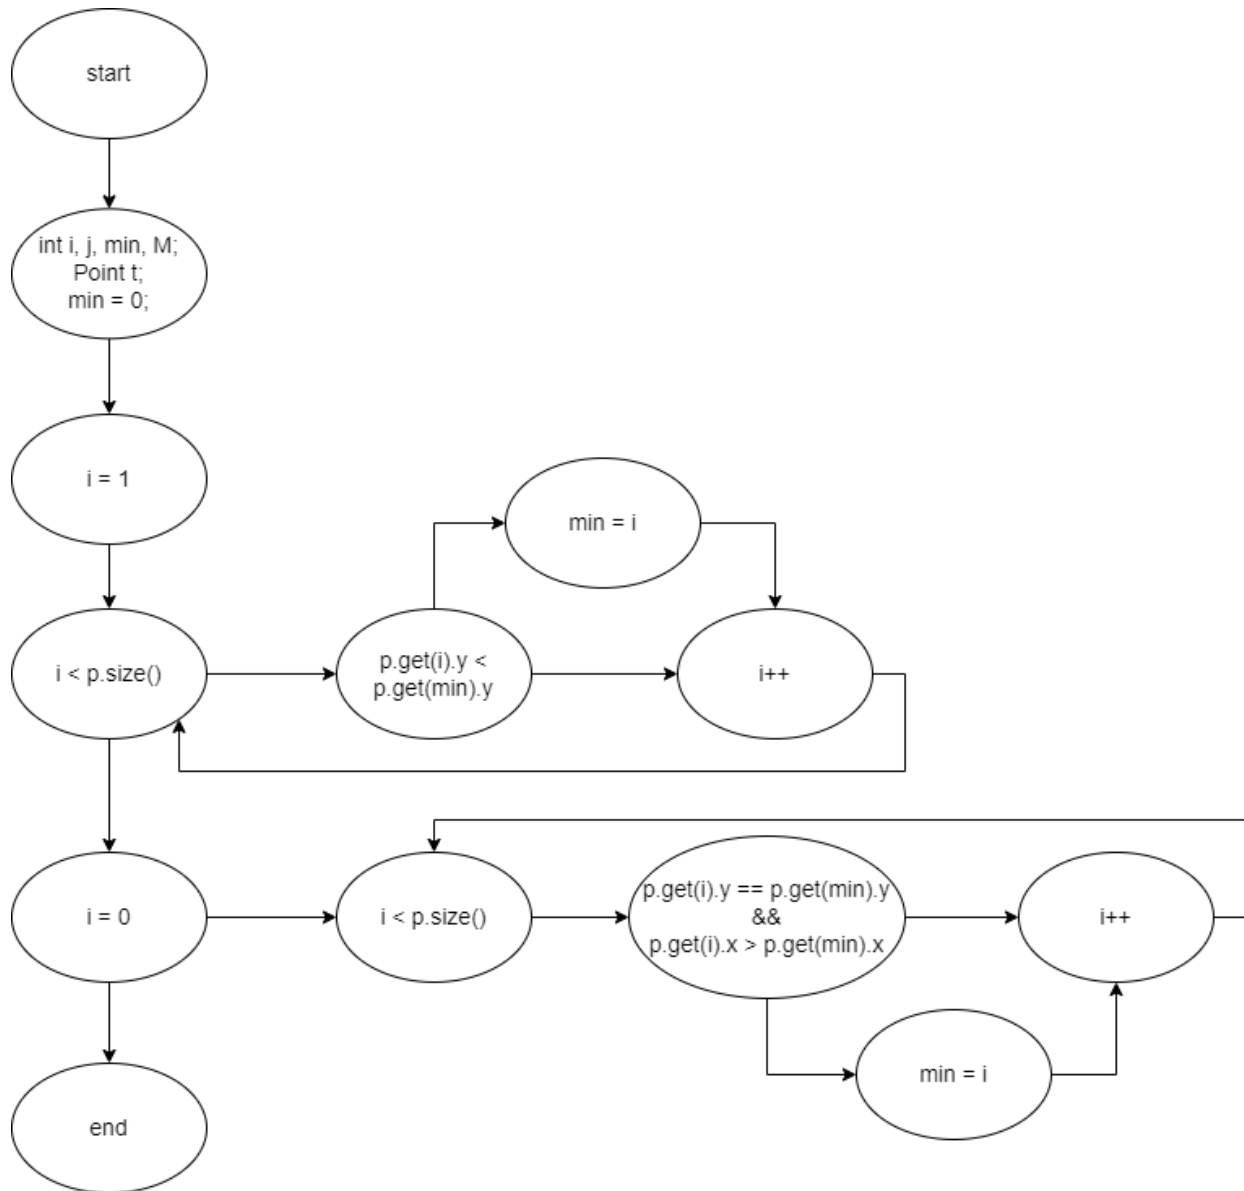 start
int i, j, min, M;
Point t;
min = 0;
i = 1
min = i
i < p.size()
p.get(i).y <
p.get(min).y
i++
i = 0
i < p.size()
p.get(i).y == p.get(min).y
&&
p.get(i).x > p.get(min).x
i++
min = i
end